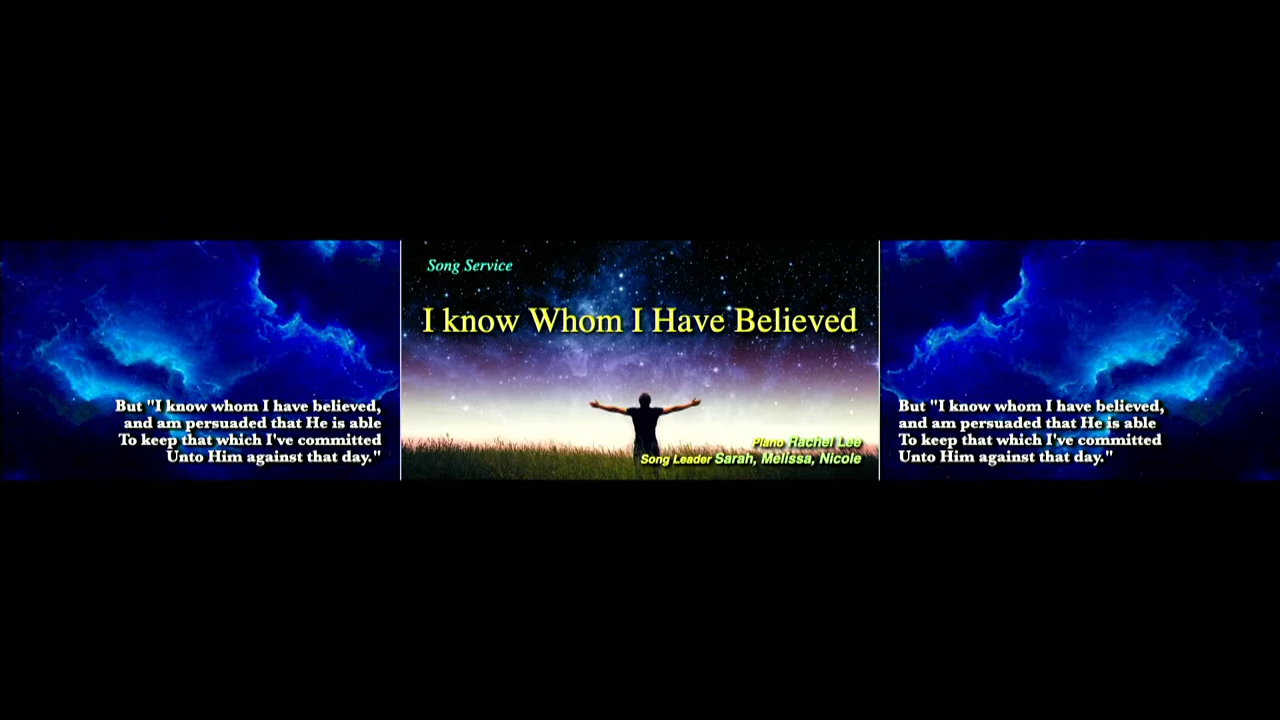 But "I know whom I have believed,
and am persuaded that He is able
To keep that which I've committed
Unto Him against that day."
Song Service
I know Whom I Have Believed
Piano Rachel Lee
Song Leader Sarah, Melissa, Nicole
But "I know whom I have believed,
and am persuaded that He is able
To keep that which I've committed
Unto Him against that day."